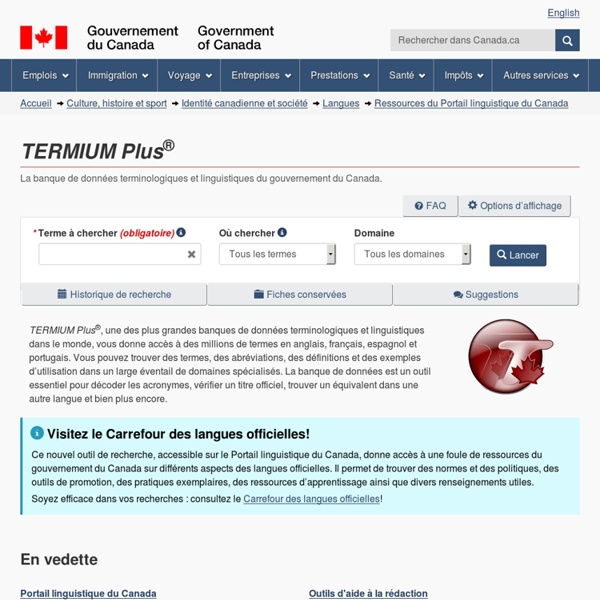 English
Gouvernement du Canada
Government of Canada
Rechercher dans Canada.ca
Emplois Immigration Voyage Entreprises Prestations Santé Impôts Autres services
Accueil Culture, histoire et sport Identité canadienne et société Langues Ressources du Portail linguistique du Canada
TERMIUM Plus®
La banque de données terminologiques et linguistiques du gouvernement du Canada.
FAQ Options d'affichage
* Terme à chercher (obligatoire) Où chercher Domaine
Tous les termes Tous les domaines Lancer
Historique de recherche Fiches conservées Suggestions
TERMIUM Plus®, une des plus grandes banques de données terminologiques et linguistiques
dans le monde, vous donne accès à des millions de termes en anglais, français, espagnol et
portugais. Vous pouvez trouver des termes, des abréviations, des définitions et des exemples
d'utilisation dans un large éventail de domaines spécialisés. La banque de données est un outil
essentiel pour décoder les acronymes, vérifier un titre officiel, trouver un équivalent dans une
autre langue et bien plus encore.
Visitez le Carrefour des langues officielles!
Ce nouvel outil de recherche, accessible sur le Portail linguistique du Canada, donne accès à une foule de ressources du
gouvernement du Canada sur différents aspects des langues officielles. Il permet de trouver des normes et des politiques, des
outils de promotion, des pratiques exemplaires, des ressources d'apprentissage ainsi que divers renseignements utiles.
Soyez efficace dans vos recherches : consultez le Carrefour des langues officielles!
En vedette
Portail linguistique du Canada Outils d'aide à la rédaction